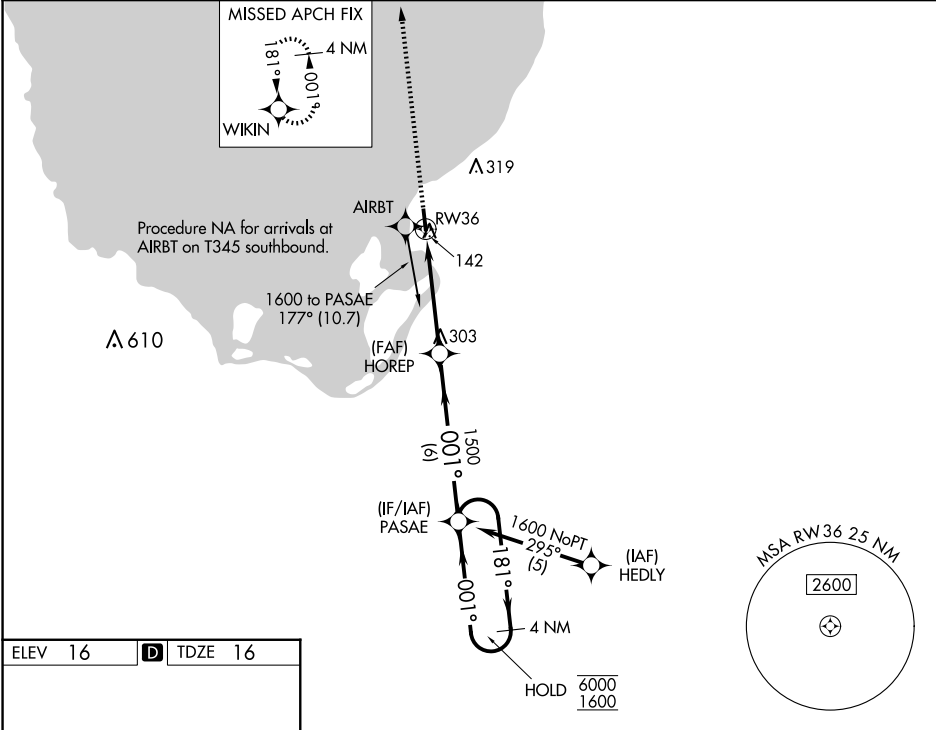 MISSED APCH FIX
4 NM
181°
001°
WIKIN
319
AIRBT
RW36
Procedure NA for arrivals at
AIRBT on T345 southbound.
142
1600 to PASAE
177° (10.7)
610
303
(FAF)
HOREP
1500
001°
(6)
(IF/IAF)
PASAE
1600 NoPT
295°
(5)
(IAF)
HEDLY
181°
001°
4 NM
HOLD 6000
1600
MSA RW36 25 NM
2600
ELEV 16 D TDZE 16